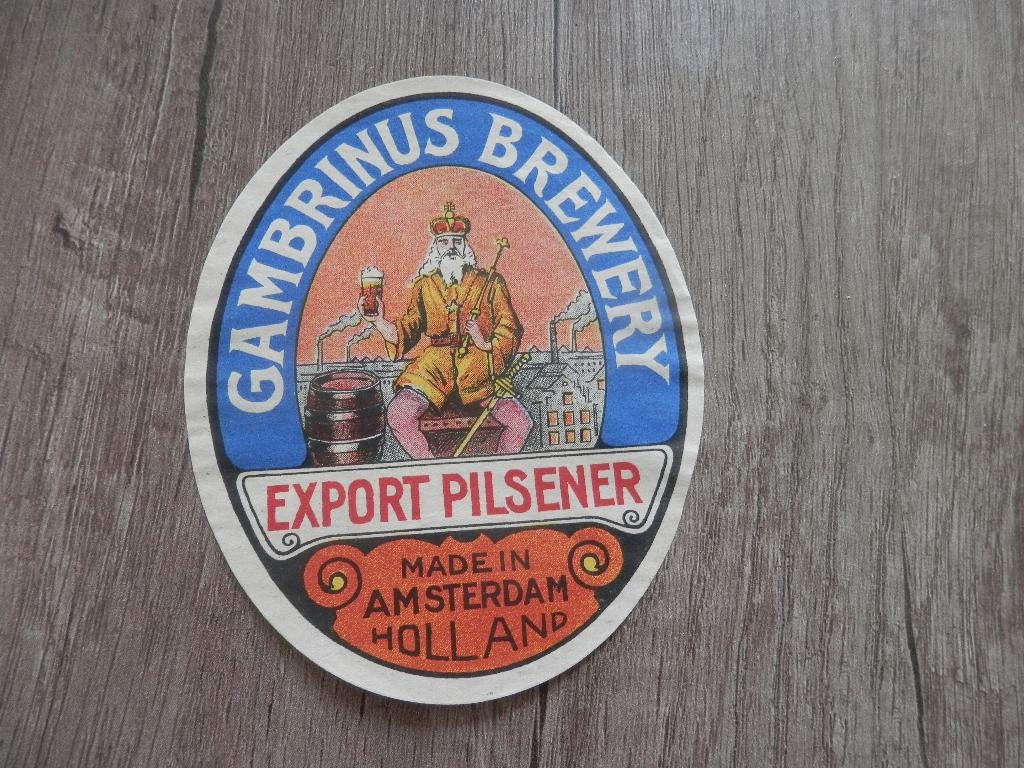 GAMBRINUS BREWERY
EXPORT PILSENER
MADE IN
AMSTERDAM
HOLLAND